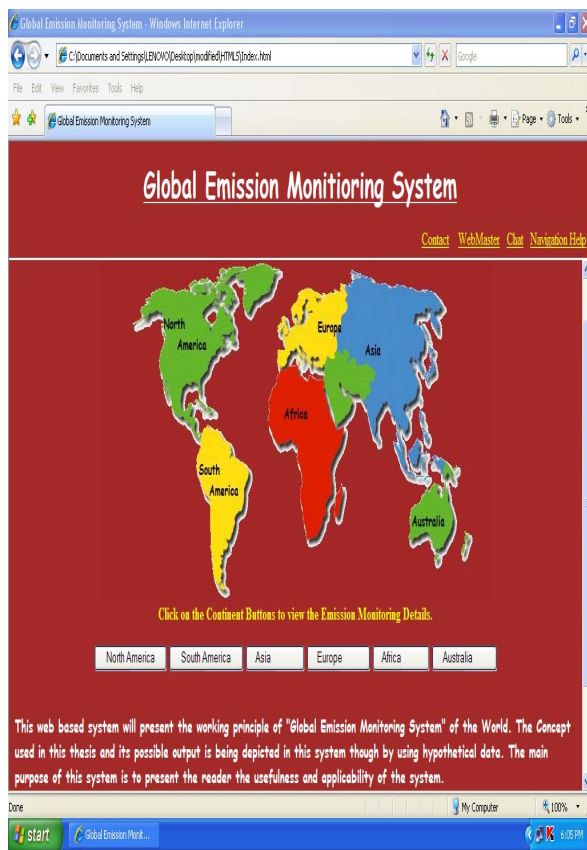 Global Emission Monitoring System - Windows Internet Explorer
C:\Documents and Settings\LENOVO\Desktop\modified\HTMLS\Index.html
Google
File Edit View Favorites Tools Help
Global Emission Monitoring System
Page Tools
Global Emission Monitioring System
Contact WebMaster Chat Navigation Help
North
America
Europe
Asia
Africa
South
America
Australia
Click on the Continent Buttons to view the Emission Monitoring Details.
North America South America Asia Europe Africa Australia
This web based system will present the working principle of "Global Emission Monitoring System" of the World. The Concept
used in this thesis and its possible output is being depicted in this system though by using hypothetical data. The main
purpose of this system is to present the reader the usefulness and applicability of the system.
Done My Computer 100%
start Global Emission Monit... 6:05 PM